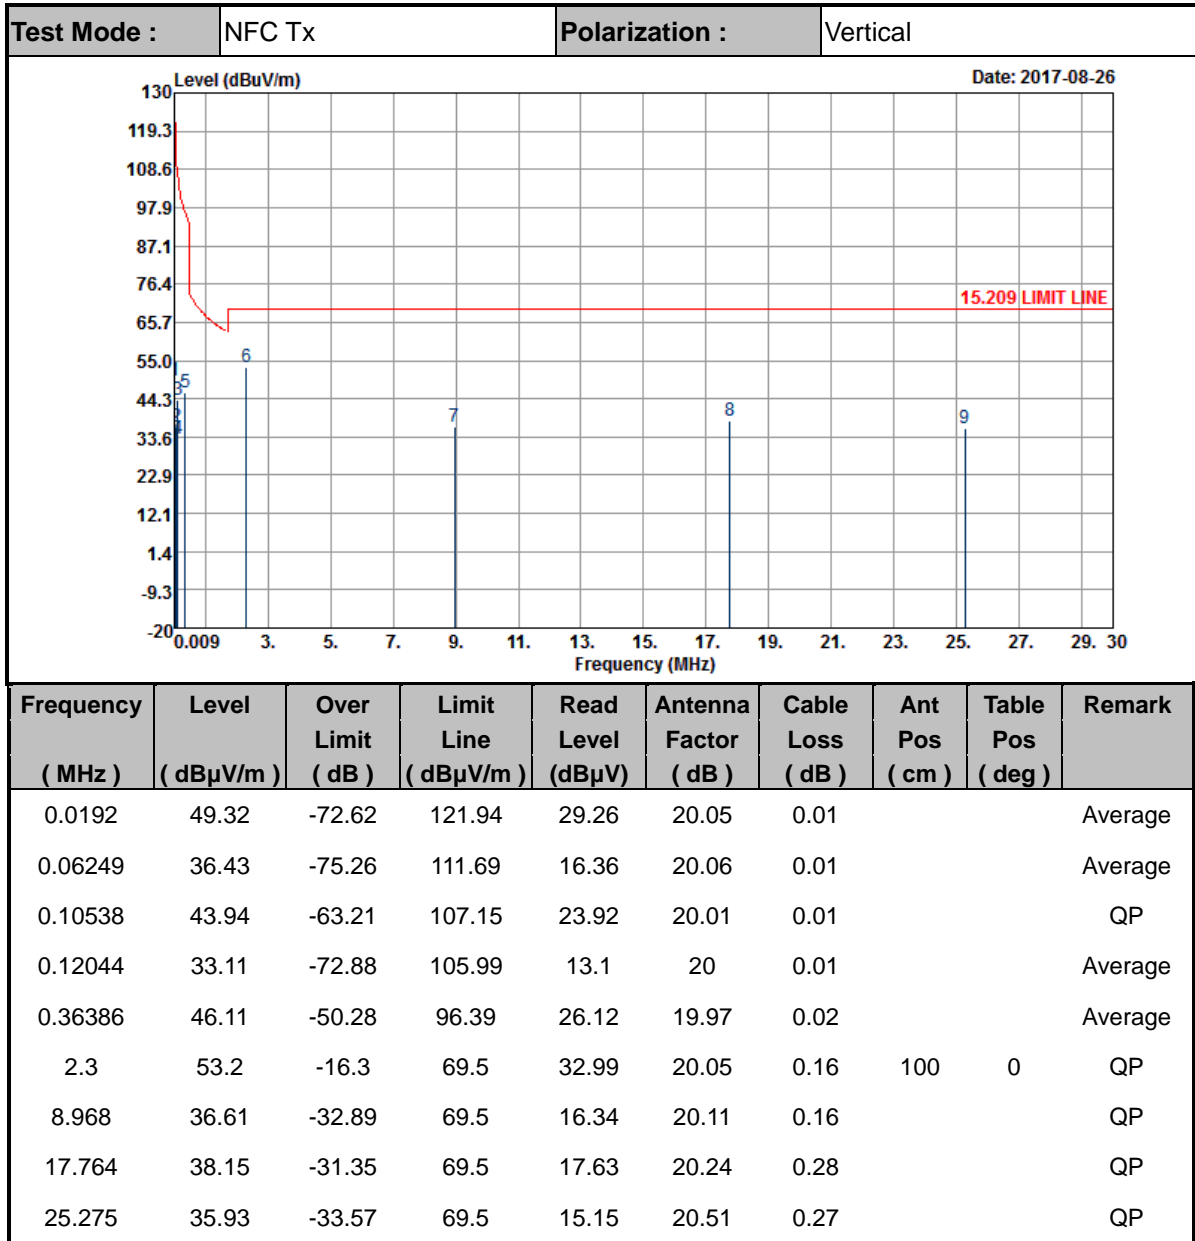 Test Mode : NFC Tx Polarization : Vertical
Level (dBuV/m) Date: 2017-08-26
130
119.3
108.6
97.9
87.1
76.4
15.209 LIMIT LINE
65.7
55.0
6
1
5
3
44.3
8
7
9
2
4
33.6
22.9
12.1
1.4
-9.3
-20
0.009 3. 5. 7. 9. 11. 13. 15. 17. 19. 21. 23. 25. 27. 29. 30
Frequency (MHz)
Frequency Level Over Limit Read Antenna Cable Ant Table Remark
Limit Line Level Factor Loss Pos Pos
( MHz ) ( dBµV/m ) ( dB ) ( dBµV/m ) (dBµV) ( dB ) ( dB ) ( cm ) ( deg )
0.0192 49.32 -72.62 121.94 29.26 20.05 0.01 Average
0.06249 36.43 -75.26 111.69 16.36 20.06 0.01 Average
0.10538 43.94 -63.21 107.15 23.92 20.01 0.01 QP
0.12044 33.11 -72.88 105.99 13.1 20 0.01 Average
0.36386 46.11 -50.28 96.39 26.12 19.97 0.02 Average
2.3 53.2 -16.3 69.5 32.99 20.05 0.16 100 0 QP
8.968 36.61 -32.89 69.5 16.34 20.11 0.16 QP
17.764 38.15 -31.35 69.5 17.63 20.24 0.28 QP
25.275 35.93 -33.57 69.5 15.15 20.51 0.27 QP